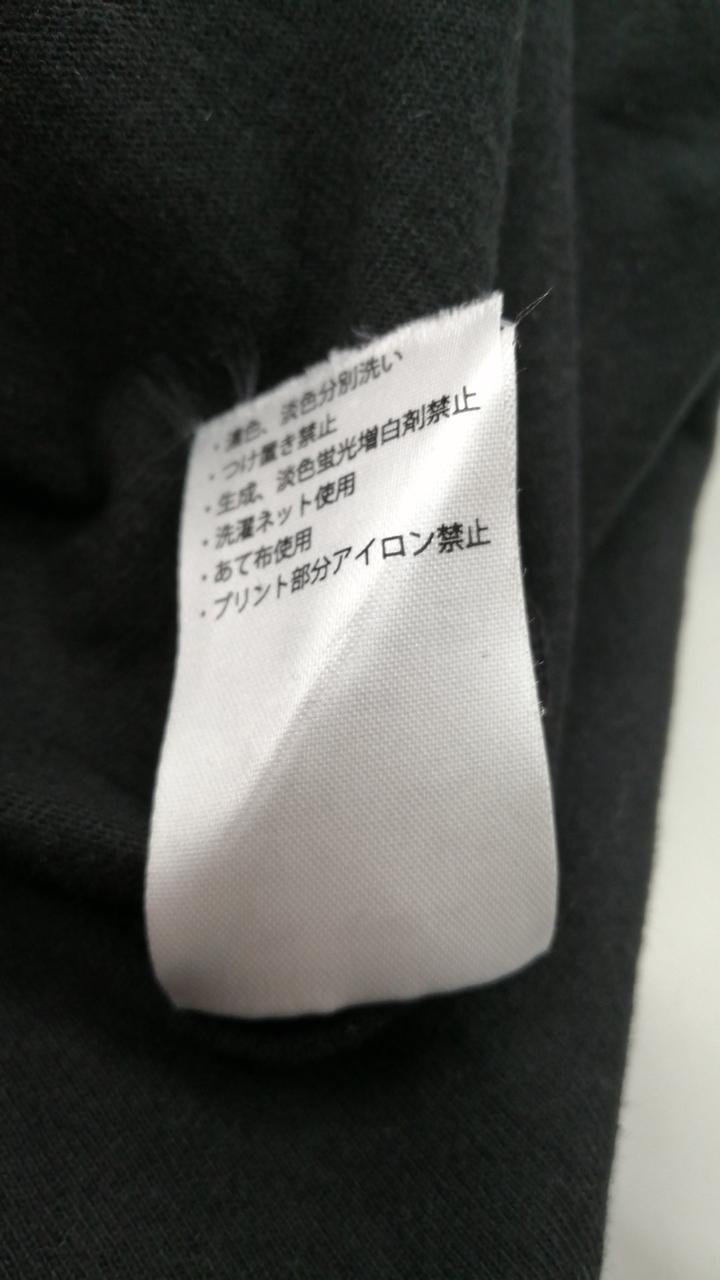 ・濃色、淡色分別洗い
・つけ置き禁止
・生成、淡色蛍光増白剤禁止
・洗濯ネット使用
・あて布使用
・プリント部分アイロン禁止